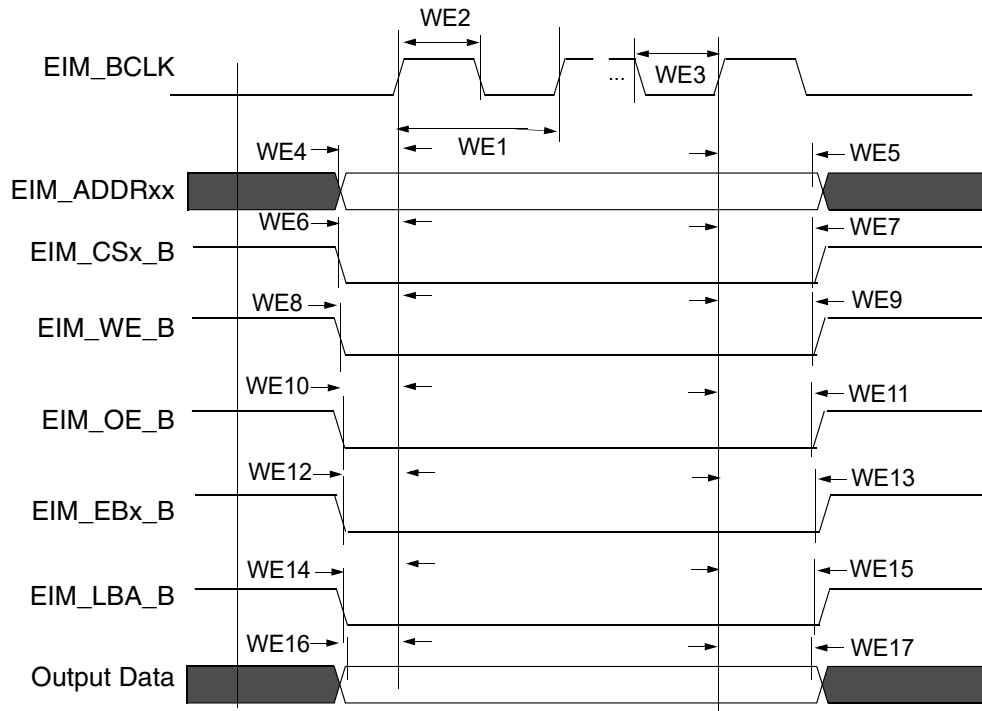 WE2
EIM_BCLK
... WE3
WE1
WE4 WE5
EIM_ADDRxx
WE6 WE7
EIM_CSx_B
WE8 WE9
EIM_WE_B
WE10 WE11
EIM_OE_B
WE12 WE13
EIM_EBx_B
WE14 WE15
EIM_LBA_B
WE16 WE17
Output Data